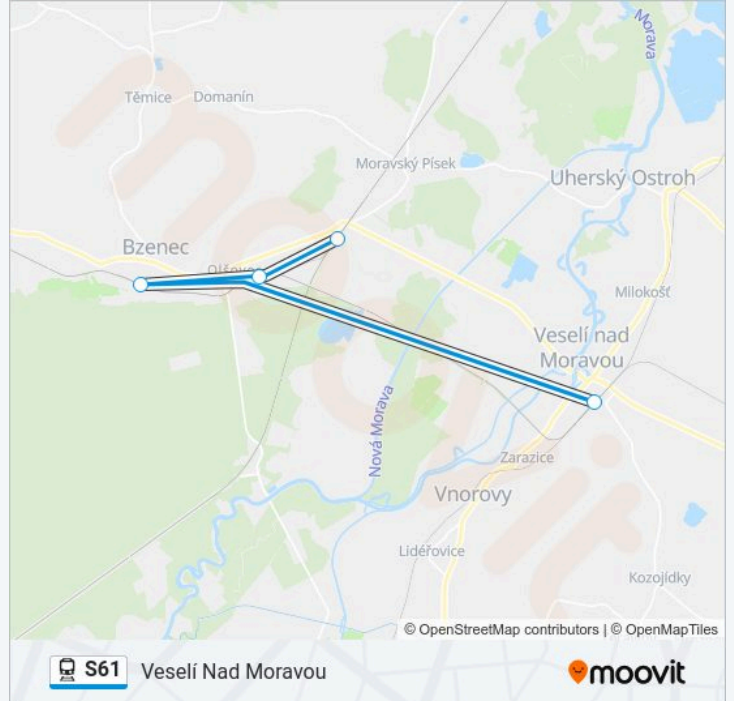 Morava
Těmice
Domanín
Moravský Písek
Uherský Ostroh
Bzenec
Milokošť
Veselí nad
Moravou
Nová Morava
Zarazice
Vnorovy
Lidéřovice
Kozojídky
© OpenStreetMap contributors | © OpenMapTiles
S61 Veselí Nad Moravou
moovit